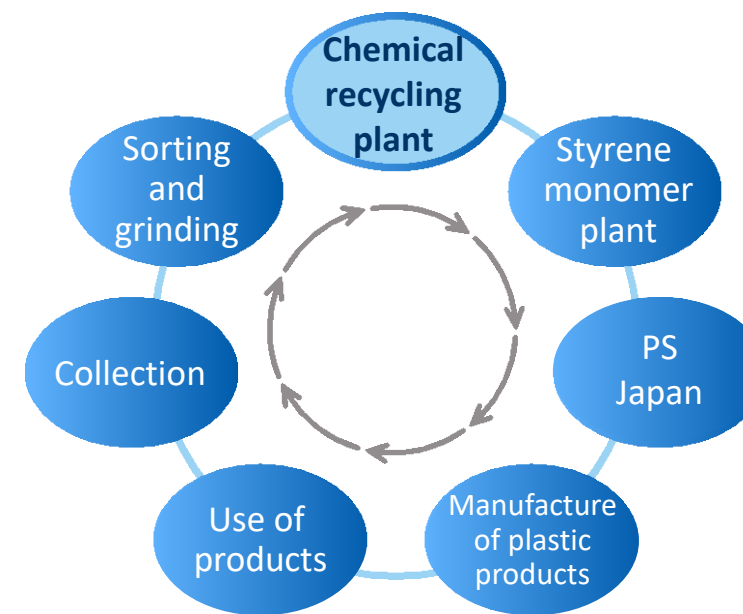 Chemical
recycling
plant
Styrene
monomer
plant
PS
Japan
Manufacture
of plastic
products
Use of
products
Collection
Sorting
and
grinding